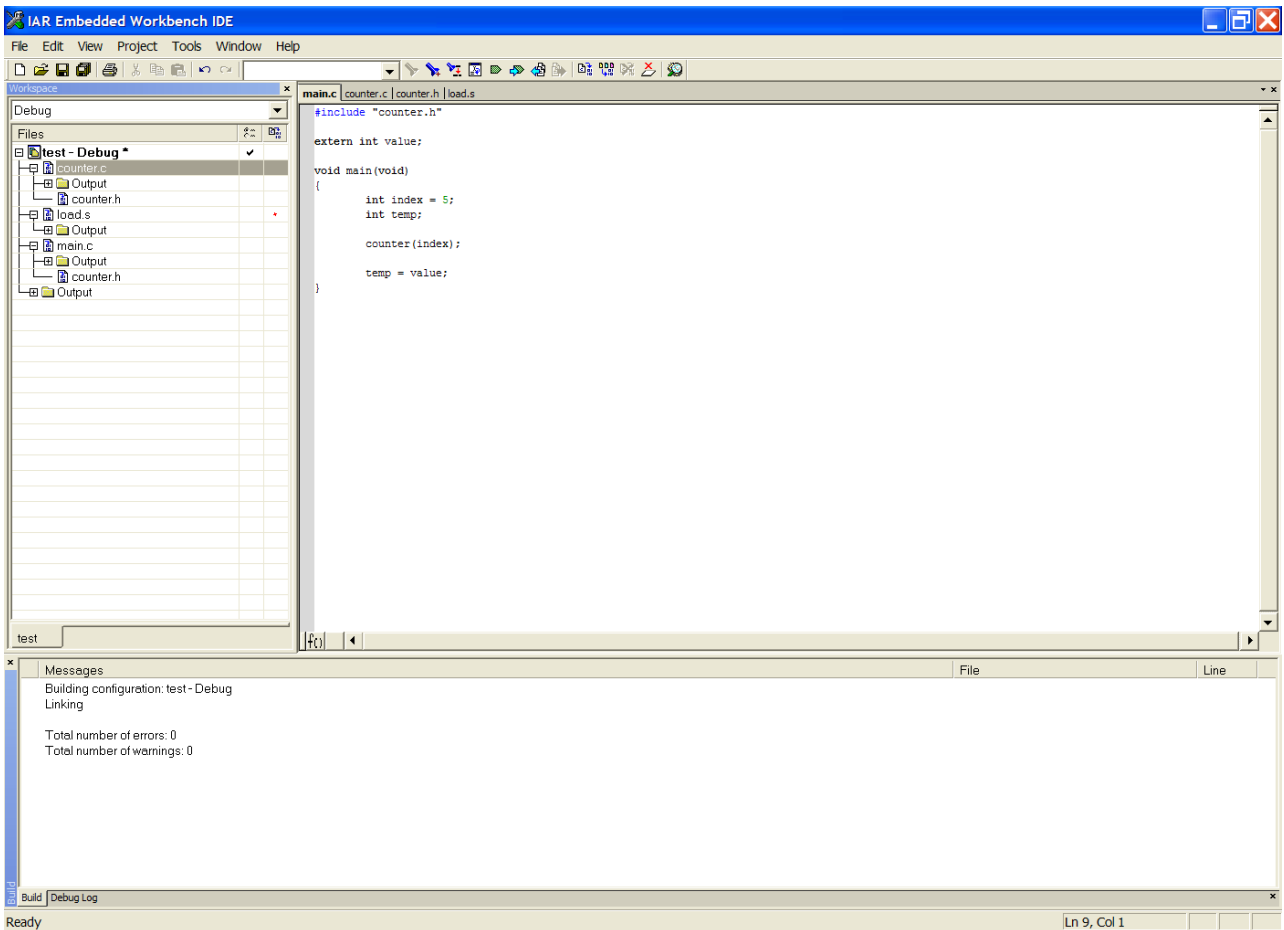 IAR Embedded Workbench IDE
File Edit View Project Tools Window Help
Workspace
main.c counter.c counter.h load.s
Debug
Files
test - Debug *
counter.c
Output
counter.h
load.s
Output
main.c
Output
counter.h
Output
test
#include "counter.h"
extern int value;
void main(void)
{
int index = 5;
int temp;
counter(index);
temp = value;
}
f()
Messages File Line
Building configuration: test - Debug
Linking
Total number of errors: 0
Total number of warnings: 0
Build
Build Debug Log
Ready Ln 9, Col 1